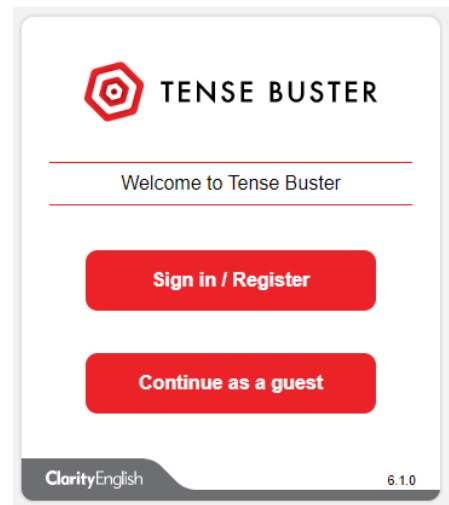 TENSE BUSTER
Welcome to Tense Buster
Sign in / Register
Continue as a guest
ClarityEnglish
6.1.0